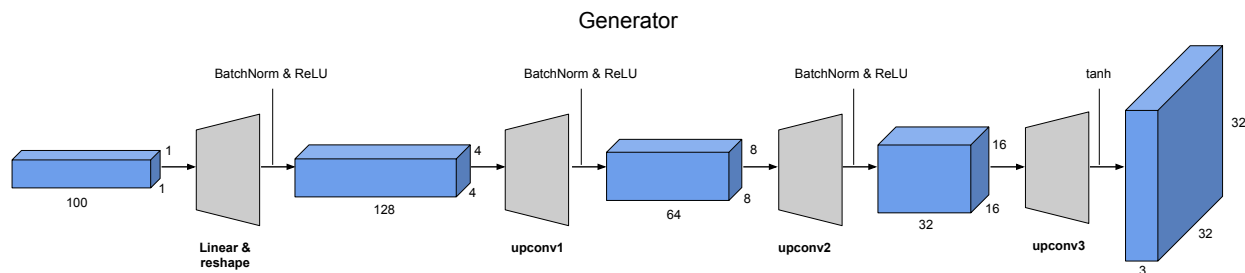 Generator
BatchNorm & ReLU
BatchNorm & ReLU
BatchNorm & ReLU
tanh
1
1
100
4
4
128
8
8
64
16
16
32
32
32
3
Linear &
reshape
upconv1
upconv2
upconv3